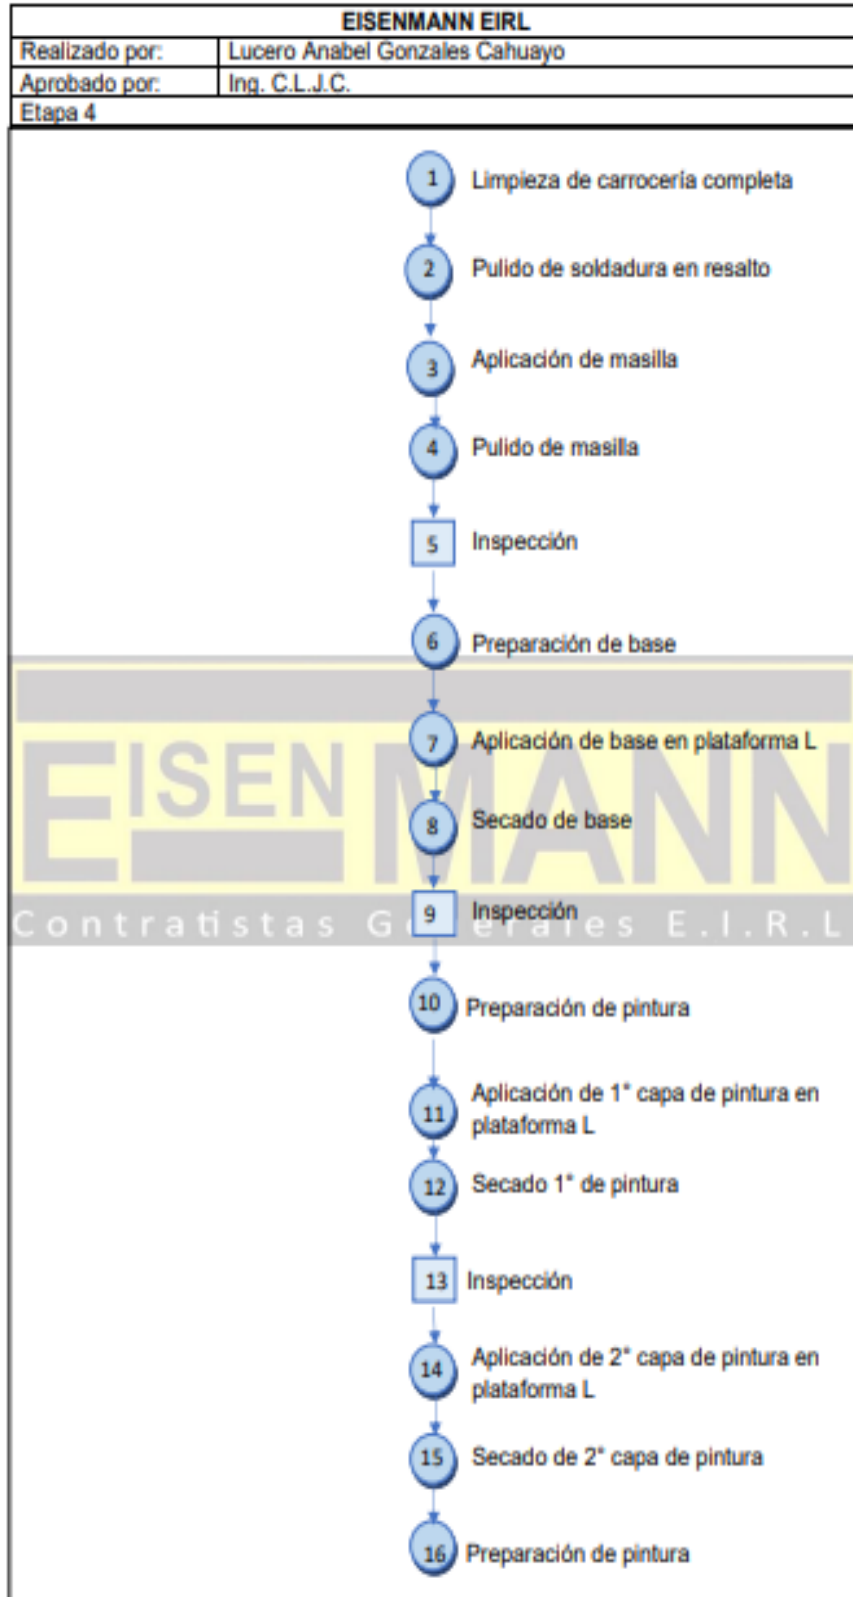 EISENMANN EIRL
Realizado por: Lucero Anabel Gonzales Cahuayo
Aprobado por: Ing. C.L.J.C.
Etapa 4
1 Limpieza de carrocería completa
2 Pulido de soldadura en resalto
3 Aplicación de masilla
4 Pulido de masilla
5 Inspección
6 Preparación de base
7 Aplicación de base en plataforma L
EISENMANN
8 Secado de base
9 Inspección
Contratistas Generales E.I.R.L
10 Preparación de pintura
11 Aplicación de 1° capa de pintura en
plataforma L
12 Secado 1° de pintura
13 Inspección
14 Aplicación de 2° capa de pintura en
plataforma L
15 Secado de 2° capa de pintura
16 Preparación de pintura